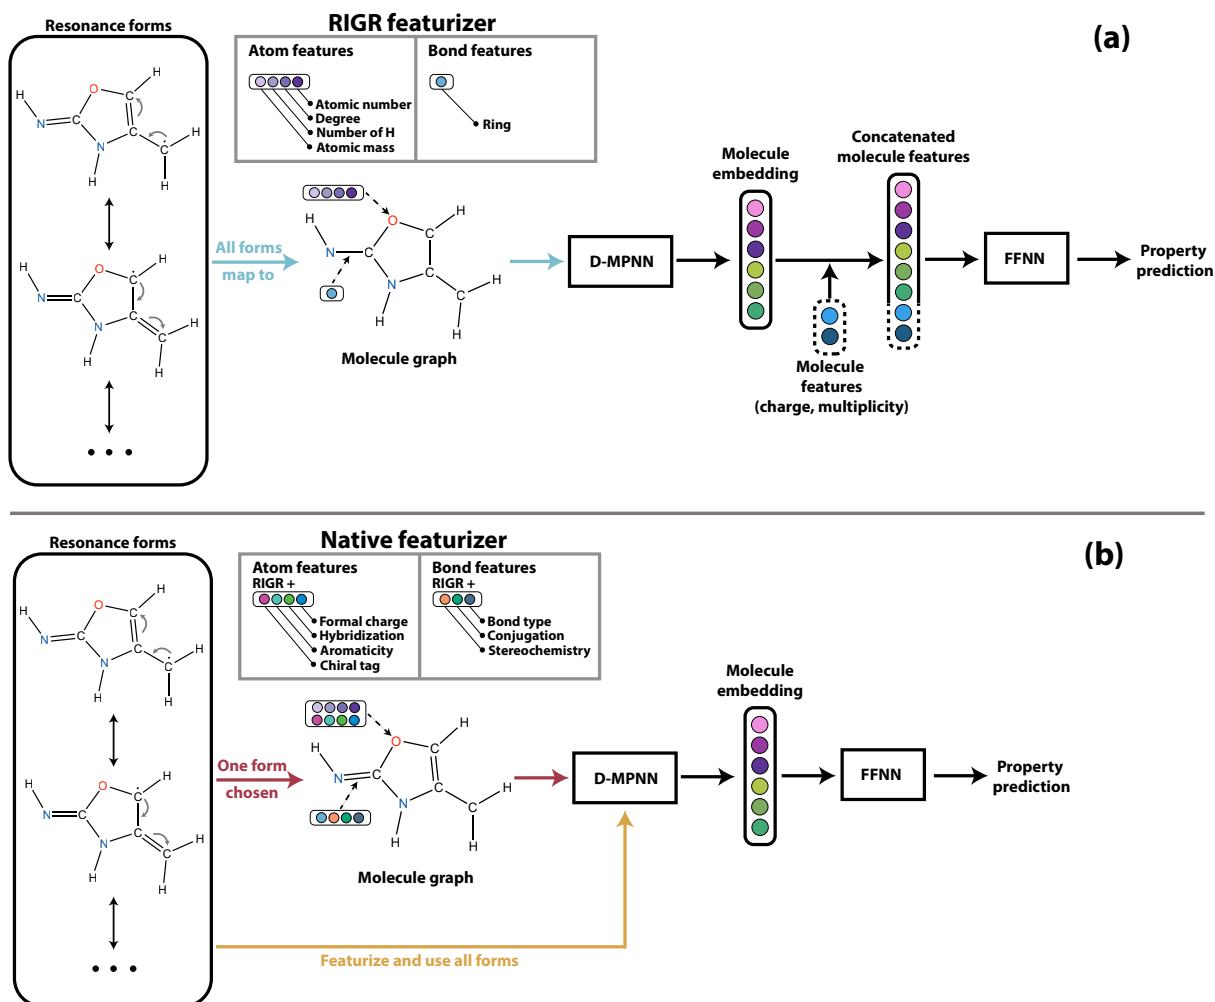 Resonance forms
RIGR featurizer
(a)
Atom features
Bond features
Atomic number
Degree
Number of H
Atomic mass
Ring
H
H
O
C
N
C
C
H
N
C
H
H
H
H
O
C
N
C
C
H
N
C
H
H
• • •
All forms
map to
H
H
O
C
N
C
C
H
N
C
H
H
Molecule graph
D-MPNN
Molecule
embedding
Molecule
features
(charge, multiplicity)
Concatenated
molecule features
FFNN
Property
prediction
Resonance forms
Native featurizer
(b)
Atom features
RIGR +
Bond features
RIGR +
Formal charge
Hybridization
Aromaticity
Chiral tag
Bond type
Conjugation
Stereochemistry
H
H
O
C
N
C
C
H
N
C
H
H
H
H
O
C
N
C
C
H
N
C
H
H
• • •
One form
chosen
H
H
O
C
N
C
C
H
N
C
H
H
Molecule graph
D-MPNN
Molecule
embedding
FFNN
Property
prediction
Featurize and use all forms